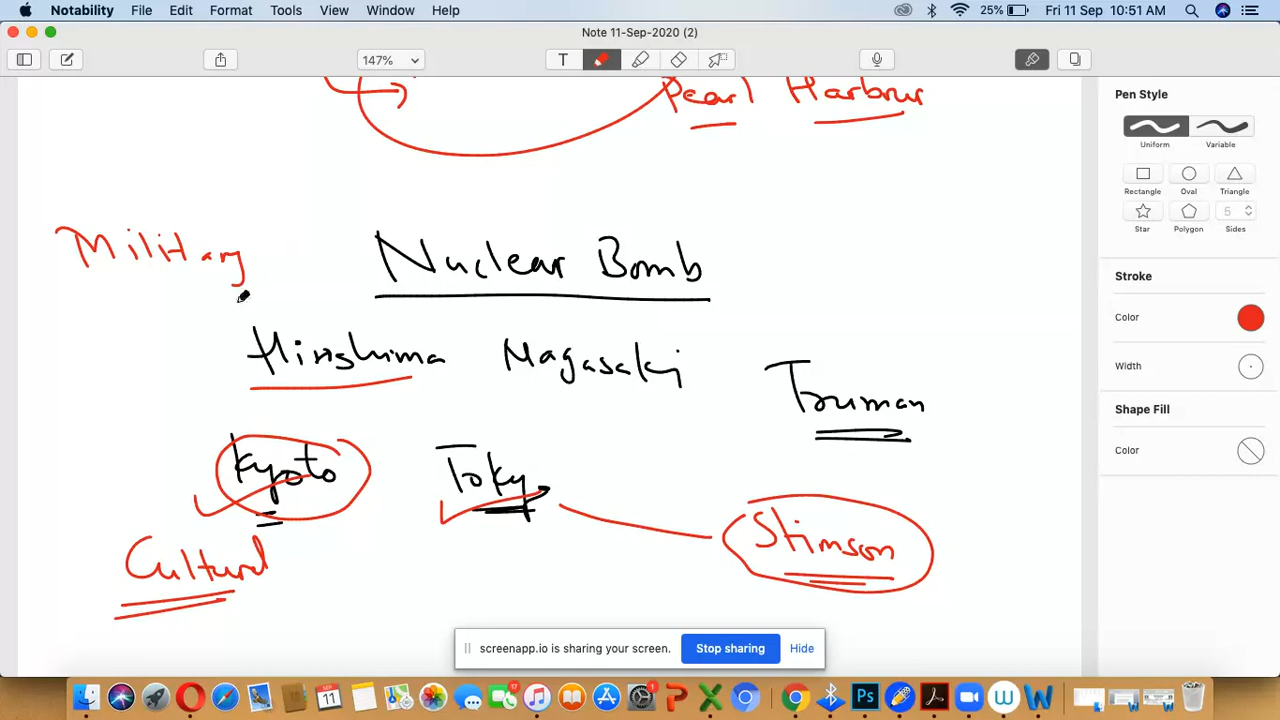 Notability File Edit Format Tools View Window Help 25% Fri 11 Sep 10:51 AM
Note 11-Sep-2020 (2)
147% T
Pearl Harbour
Military
Nuclear Bomb
Hiroshima Nagasaki
Truman
Kyoto Toky
Stimson
Cultural
Pen Style
Uniform Variable
Rectangle Oval Triangle
5
Star Polygon Sides
Stroke
Color
Width
Shape Fill
Color
screenapp.io is sharing your screen. Stop sharing Hide